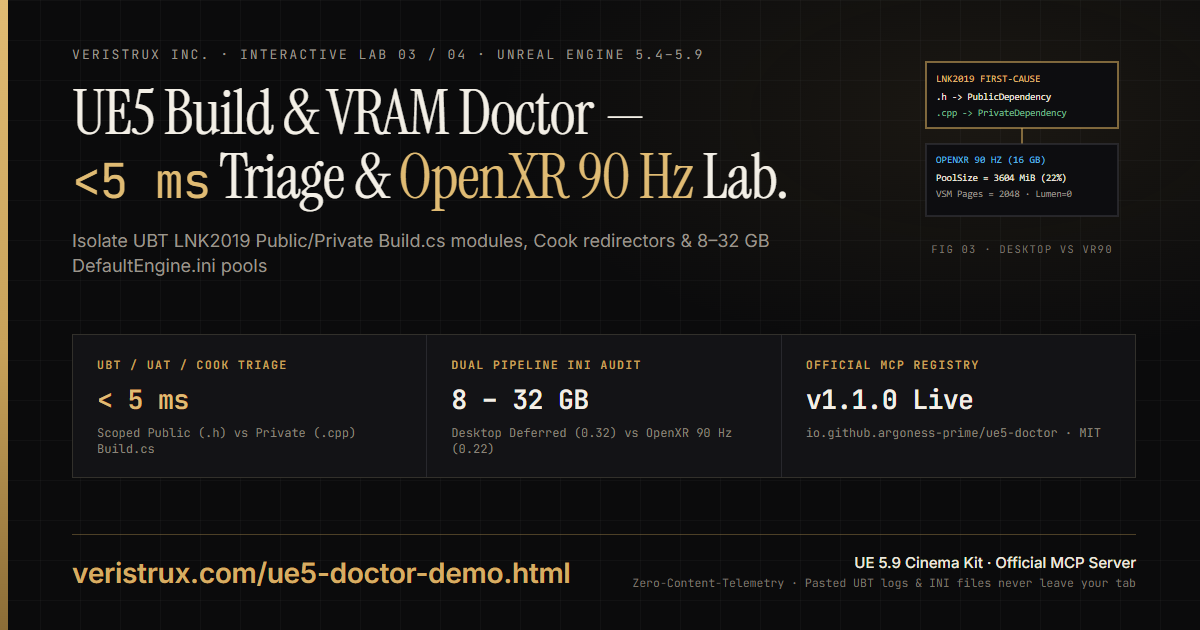 VERISTRUX INC. · INTERACTIVE LAB 03 / 04 · UNREAL ENGINE 5.4–5.9
UE5 Build & VRAM Doctor —
<5 ms Triage & OpenXR 90 Hz Lab.
Isolate UBT LNK2019 Public/Private Build.cs modules, Cook redirectors & 8–32 GB
DefaultEngine.ini pools
LNK2019 FIRST-CAUSE
.h -> PublicDependency
.cpp -> PrivateDependency
OPENXR 90 HZ (16 GB)
PoolSize = 3604 MiB (22%)
VSM Pages = 2048 · Lumen=0
FIG 03 · DESKTOP VS VR90
UBT / UAT / COOK TRIAGE
< 5 ms
Scoped Public (.h) vs Private (.cpp)
Build.cs
DUAL PIPELINE INI AUDIT
8 – 32 GB
Desktop Deferred (0.32) vs OpenXR 90 Hz
(0.22)
OFFICIAL MCP REGISTRY
v1.1.0 Live
io.github.argoness-prime/ue5-doctor · MIT
veristrux.com/ue5-doctor-demo.html
UE 5.9 Cinema Kit · Official MCP Server
Zero-Content-Telemetry · Pasted UBT logs & INI files never leave your tab